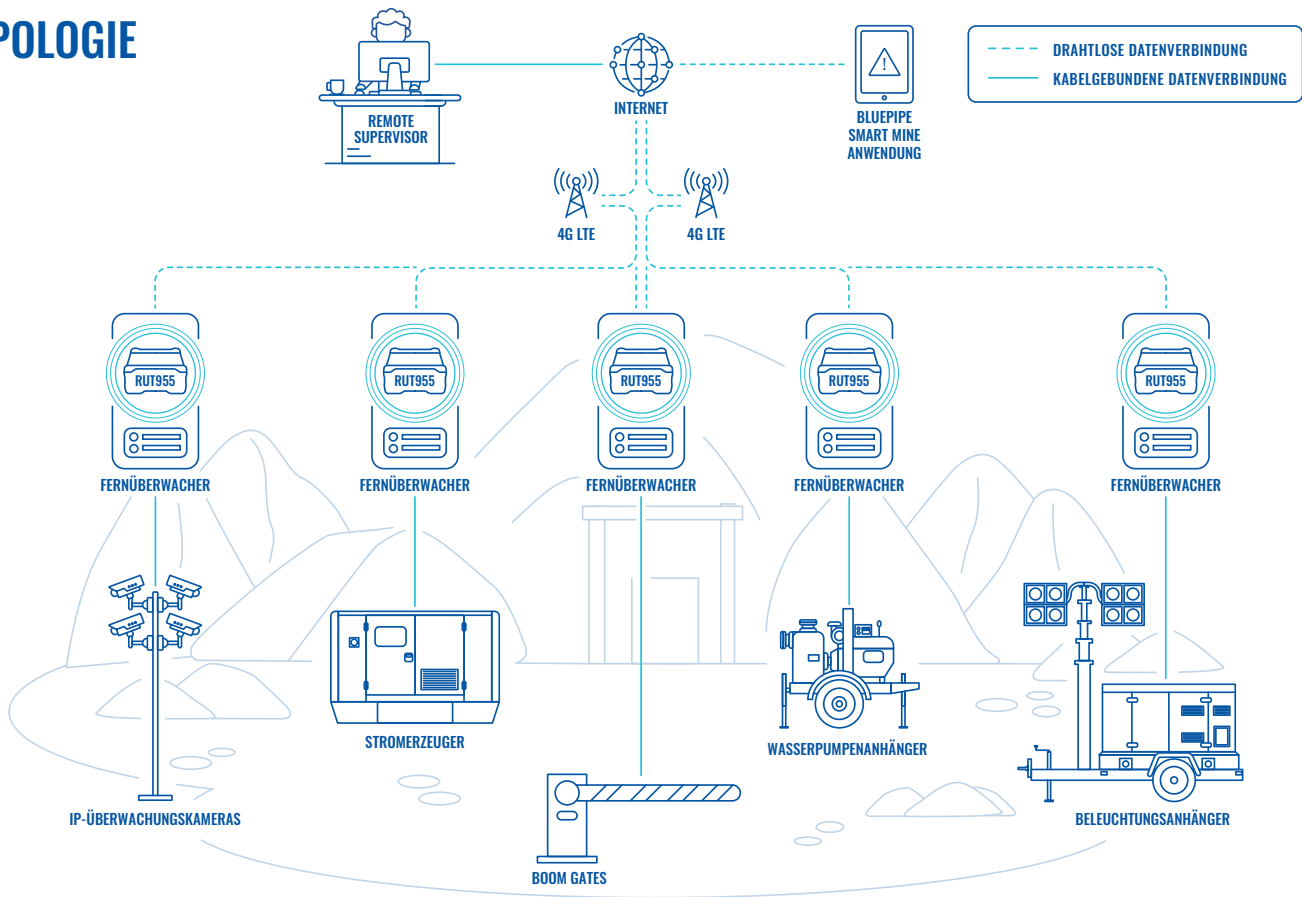 POLOGIE
DRAHTLOSE DATENVERBINDUNG
KABELGEBUNDENE DATENVERBINDUNG
REMOTE
SUPERVISOR
INTERNET
BLUEPIPE
SMART MINE
ANWENDUNG
4G LTE
4G LTE
RUT955
RUT955
RUT955
RUT955
RUT955
FERNÜBERWACHER
FERNÜBERWACHER
FERNÜBERWACHER
FERNÜBERWACHER
FERNÜBERWACHER
STROMERZEUGER
WASSERPUMPENANHÄNGER
IP-ÜBERWACHUNGSKAMERAS
BELEUCHTUNGSANHÄNGER
BOOM GATES